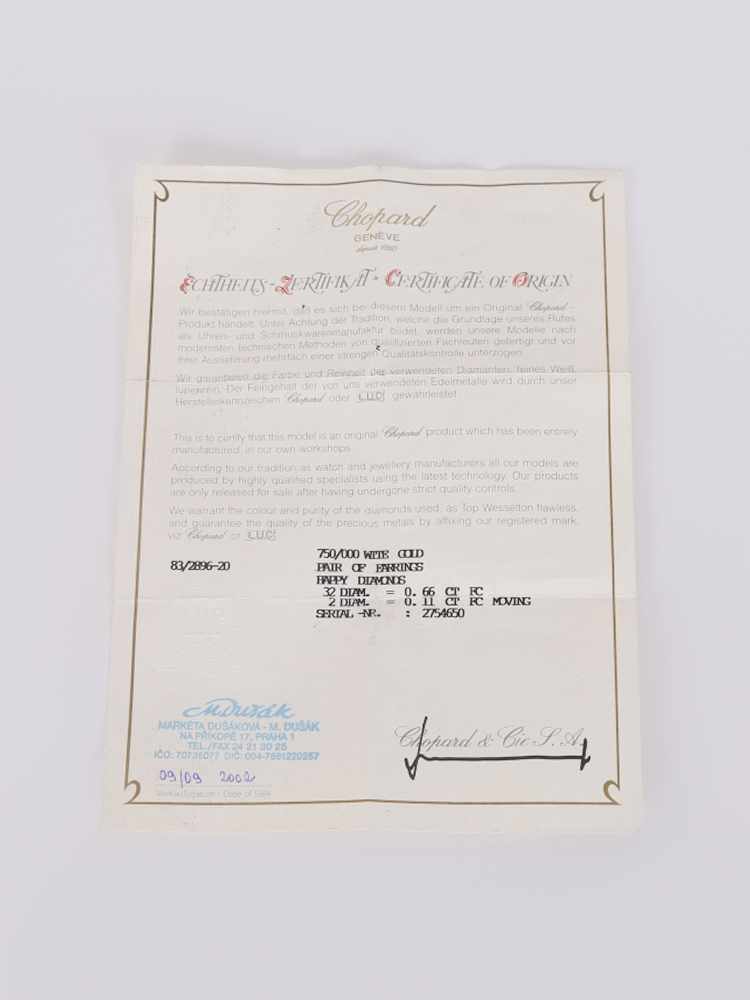 Chopard
GENÈVE
depuis 1860
ECHTHEITS-ZERTIFIKAT-CERTIFICATE OF ORIGIN
Wir bestätigen hiermit, daß es sich bei diesem Modell um ein Original Chopard-
Produkt handelt. Unter Achtung der Tradition, welche die Grundlage unseres Rufes
als Uhren- und Schmuckwarenmanufaktur bildet, werden unsere Modelle nach
modernsten technischen Methoden von qualifizierten Fachleuten gefertigt und vor
ihrer Auslieferung mehrfach einer strengen Qualitätskontrolle unterzogen.
Wir garantieren die Farbe und Reinheit der verwendeten Diamanten, feines Weiß,
lupenrein. Der Feingehalt der von uns verwendeten Edelmetalle wird durch unser
Herstellerkennzeichen Chopard oder L.U.C. gewährleistet.
This is to certify that this model is an original Chopard product which has been entirely
manufactured, in our own workshops.
According to our tradition as watch and jewellery manufacturers all our models are
produced by highly qualified specialists using the latest technology. Our products
are only released for sale after having undergone strict quality controls.
We warrant the colour and purity of the diamonds used, as Top Wesselton flawless,
and guarantee the quality of the precious metals by affixing our registered mark,
viz Chopard or L.U.C.
750/000 WITE GOLD
83/2896-20 PAIR OF EARRINGS
HAPPY DIAMONDS
32 DIAM. = 0.66 CT FC
2 DIAM. = 0.11 CT FC MOVING
SERIAL-NR. : 2754650
M.Dušák
MARKÉTA DUŠÁKOVÁ - M. DUŠÁK
NA PŘÍKOPĚ 17, PRAHA 1
TEL./FAX 24 21 30 25
IČO: 70736077 DIČ: 004-7661220257
Chopard & Cie S.A.
09/09 2002